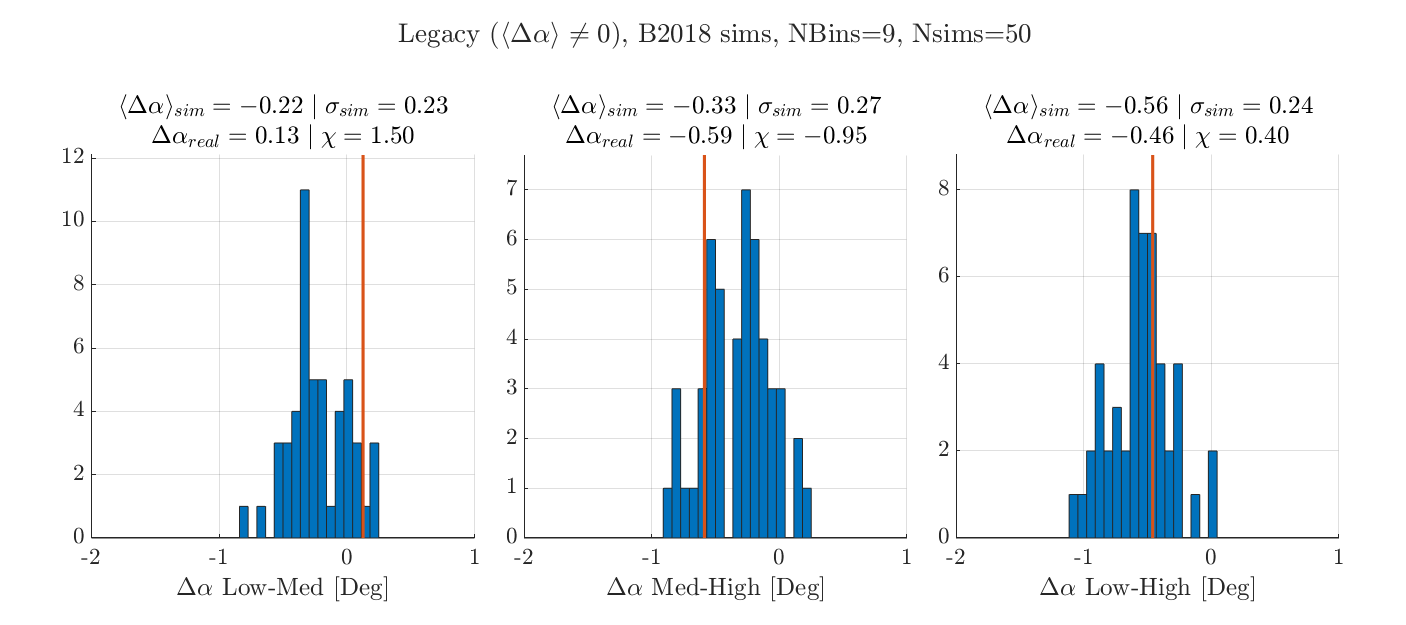 Legacy (⟨Δα⟩ ≠ 0), B2018 sims, NBins=9, Nsims=50
⟨Δα⟩sim = −0.22 | σsim = 0.23
Δαreal = 0.13 | χ = 1.50
12
10
8
6
4
2
0
-2 -1 0 1
Δα Low-Med [Deg]
⟨Δα⟩sim = −0.33 | σsim = 0.27
Δαreal = −0.59 | χ = −0.95
7
6
5
4
3
2
1
0
-2 -1 0 1
Δα Med-High [Deg]
⟨Δα⟩sim = −0.56 | σsim = 0.24
Δαreal = −0.46 | χ = 0.40
8
6
4
2
0
-2 -1 0 1
Δα Low-High [Deg]